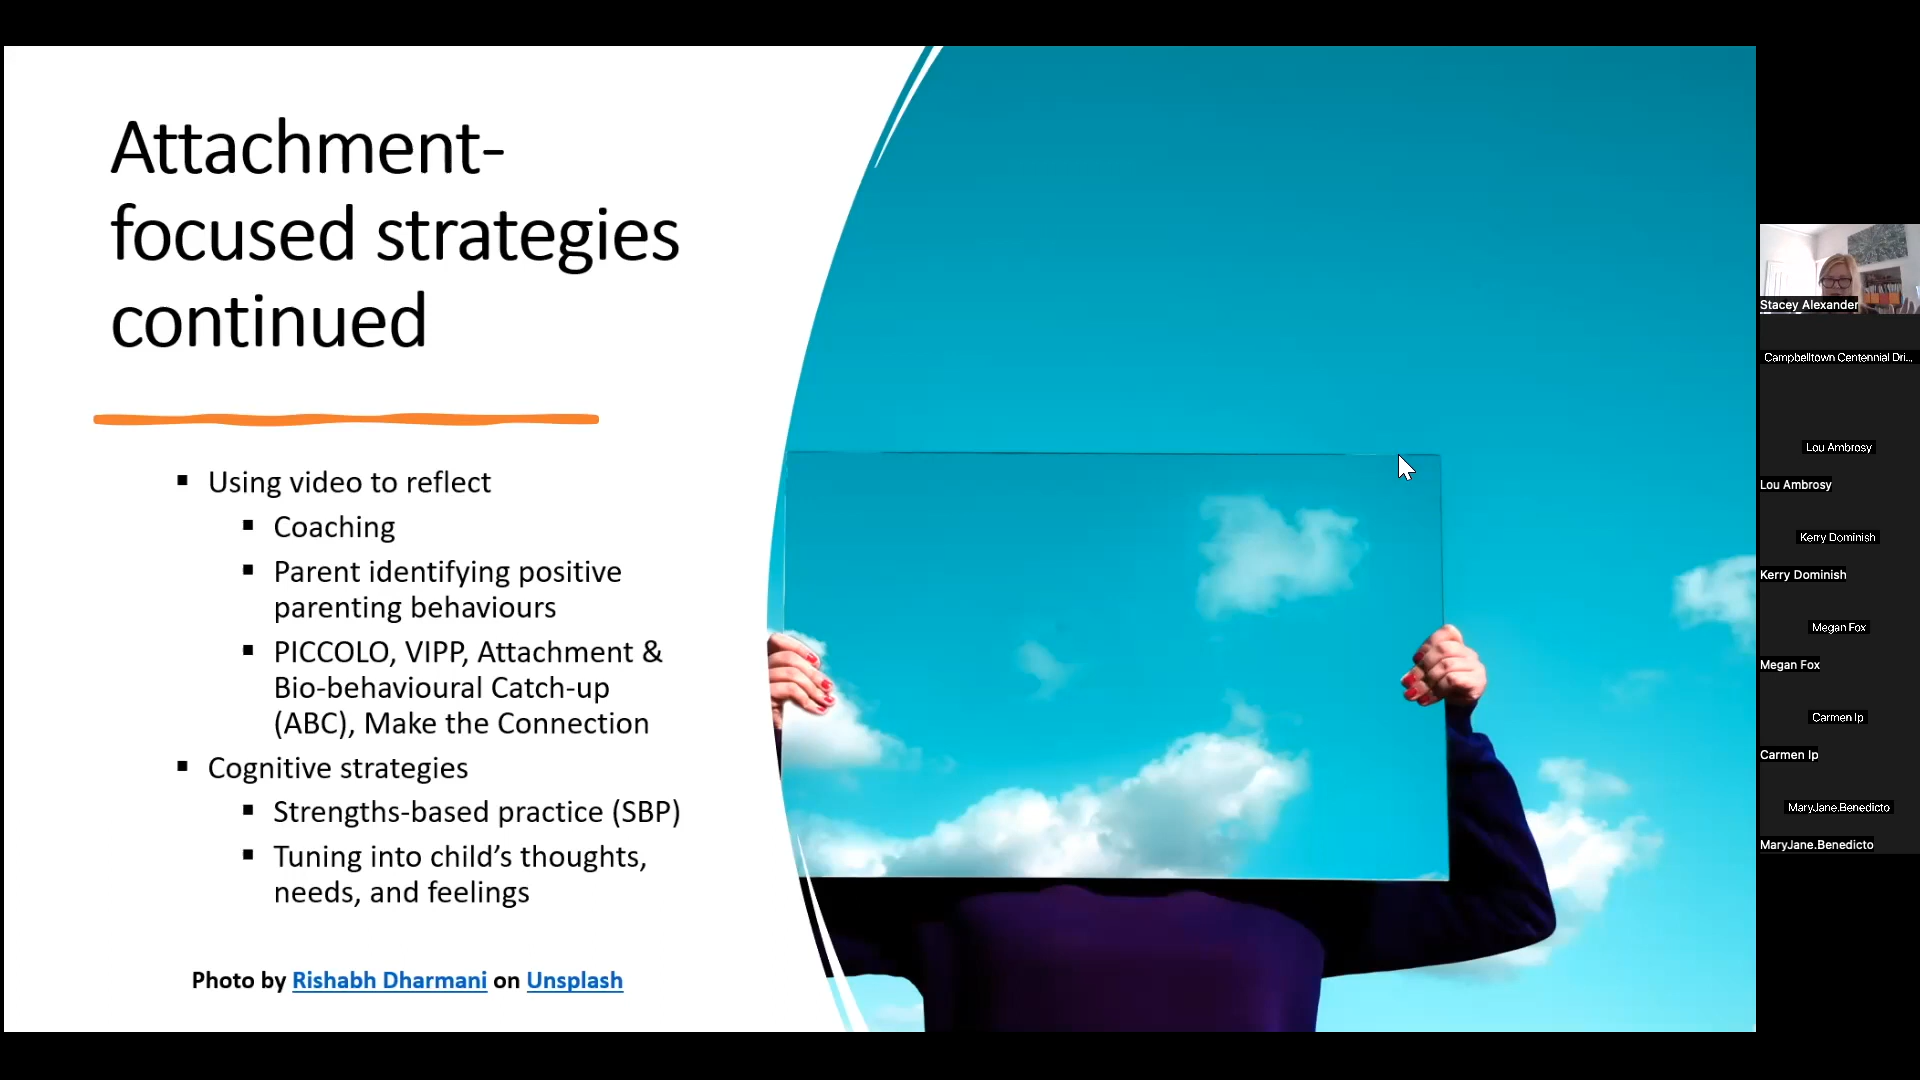 Attachment-
focused strategies
continued
▪ Using video to reflect
▪ Coaching
▪ Parent identifying positive
parenting behaviours
▪ PICCOLO, VIPP, Attachment &
Bio-behavioural Catch-up
(ABC), Make the Connection
▪ Cognitive strategies
▪ Strengths-based practice (SBP)
▪ Tuning into child’s thoughts,
needs, and feelings
Photo by Rishabh Dharmani on Unsplash
Stacey Alexander
Campbelltown Centennial Dri...
Lou Ambrosy
Lou Ambrosy
Kerry Dominish
Kerry Dominish
Megan Fox
Megan Fox
Carmen Ip
Carmen Ip
MaryJane.Benedicto
MaryJane.Benedicto